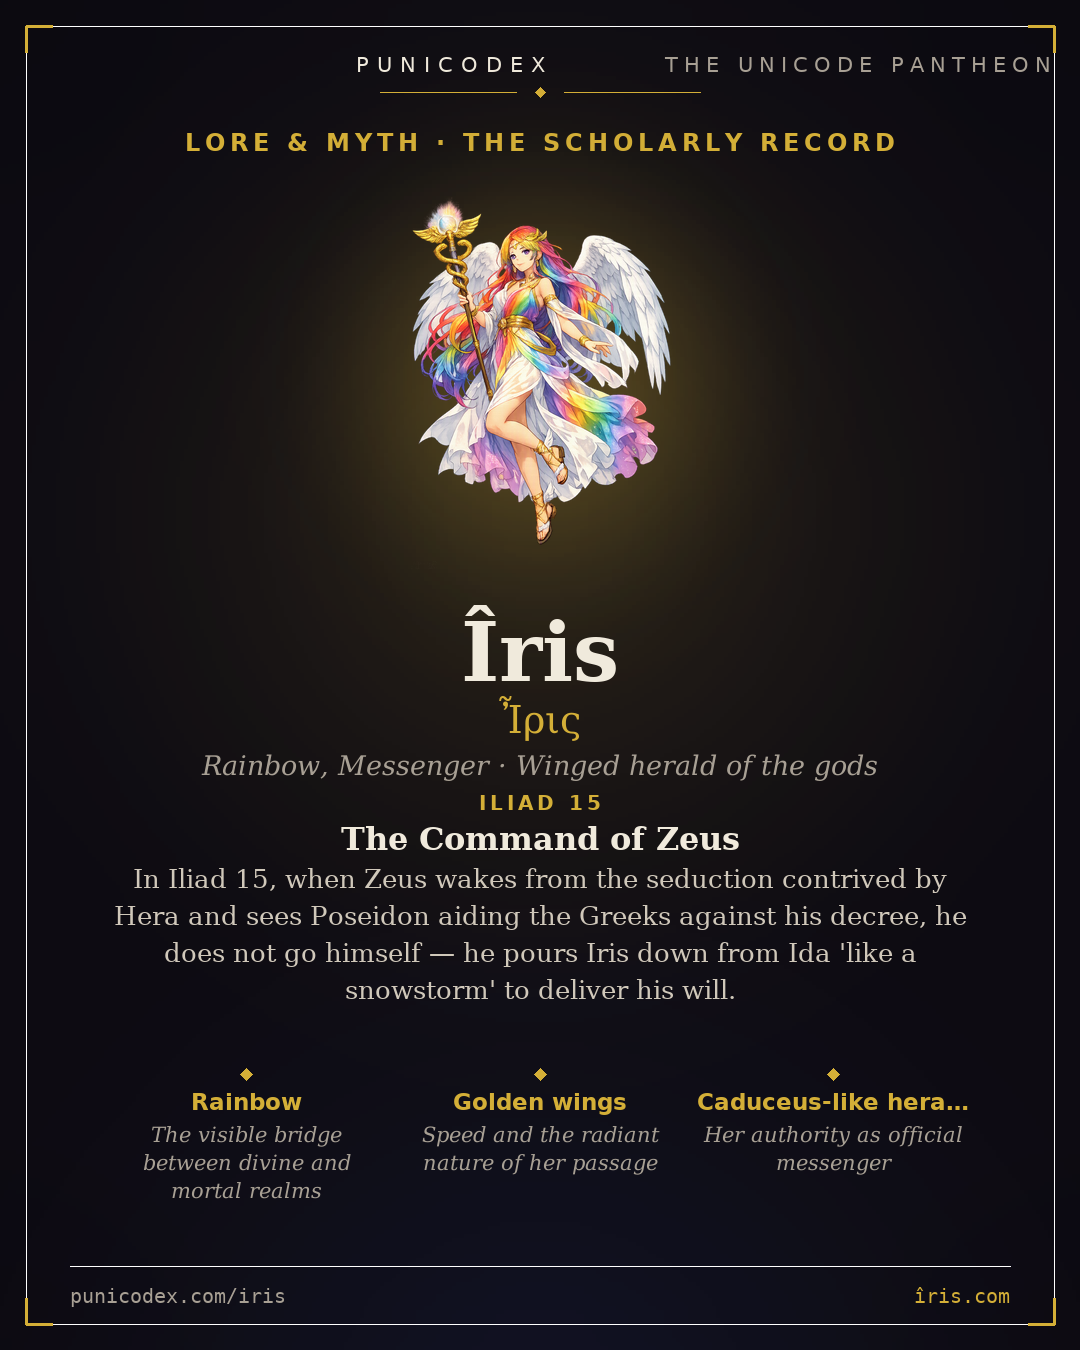 PUNICODEX THE UNICODE PANTHEON
LORE & MYTH · THE SCHOLARLY RECORD
Îris
Ἶρις
Rainbow, Messenger · Winged herald of the gods
ILIAD 15
The Command of Zeus
In Iliad 15, when Zeus wakes from the seduction contrived by
Hera and sees Poseidon aiding the Greeks against his decree, he
does not go himself — he pours Iris down from Ida 'like a
snowstorm' to deliver his will.
Rainbow
The visible bridge
between divine and
mortal realms
Golden wings
Speed and the radiant
nature of her passage
Caduceus-like hera…
Her authority as official
messenger
punicodex.com/iris
îris.com